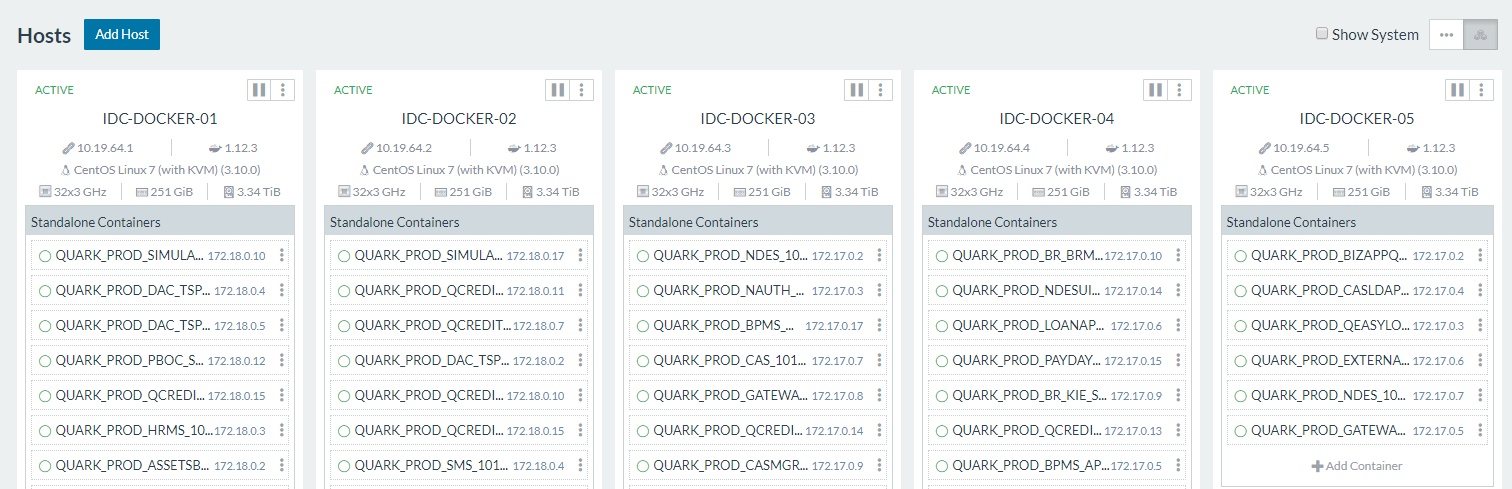 Hosts Add Host Show System
ACTIVE
IDC-DOCKER-01
10.19.64.1 1.12.3
CentOS Linux 7 (with KVM) (3.10.0)
32x3 GHz 251 GiB 3.34 TiB
Standalone Containers
QUARK_PROD_SIMULA... 172.18.0.10
QUARK_PROD_DAC_TSP... 172.18.0.4
QUARK_PROD_DAC_TSP... 172.18.0.5
QUARK_PROD_PBOC_S... 172.18.0.12
QUARK_PROD_QCREDI... 172.18.0.15
QUARK_PROD_HRMS_10... 172.18.0.3
QUARK_PROD_ASSETSB... 172.18.0.2
ACTIVE
IDC-DOCKER-02
10.19.64.2 1.12.3
CentOS Linux 7 (with KVM) (3.10.0)
32x3 GHz 251 GiB 3.34 TiB
Standalone Containers
QUARK_PROD_SIMULA... 172.18.0.17
QUARK_PROD_QCREDI... 172.18.0.11
QUARK_PROD_QCREDIT... 172.18.0.7
QUARK_PROD_DAC_TSP... 172.18.0.2
QUARK_PROD_QCREDI... 172.18.0.10
QUARK_PROD_QCREDI... 172.18.0.15
QUARK_PROD_SMS_101... 172.18.0.4
ACTIVE
IDC-DOCKER-03
10.19.64.3 1.12.3
CentOS Linux 7 (with KVM) (3.10.0)
32x3 GHz 251 GiB 3.34 TiB
Standalone Containers
QUARK_PROD_NDES_10... 172.17.0.2
QUARK_PROD_NAUTH_... 172.17.0.3
QUARK_PROD_BPMS_... 172.17.0.17
QUARK_PROD_CAS_101... 172.17.0.7
QUARK_PROD_GATEWA... 172.17.0.8
QUARK_PROD_QCREDI... 172.17.0.14
QUARK_PROD_CASMGR... 172.17.0.9
ACTIVE
IDC-DOCKER-04
10.19.64.4 1.12.3
CentOS Linux 7 (with KVM) (3.10.0)
32x3 GHz 251 GiB 3.34 TiB
Standalone Containers
QUARK_PROD_BR_BRM... 172.17.0.10
QUARK_PROD_NDESUI... 172.17.0.14
QUARK_PROD_LOANAP... 172.17.0.6
QUARK_PROD_PAYDAY... 172.17.0.15
QUARK_PROD_BR_KIE_S... 172.17.0.9
QUARK_PROD_QCREDI... 172.17.0.13
QUARK_PROD_BPMS_AP... 172.17.0.5
ACTIVE
IDC-DOCKER-05
10.19.64.5 1.12.3
CentOS Linux 7 (with KVM) (3.10.0)
32x3 GHz 251 GiB 3.34 TiB
Standalone Containers
QUARK_PROD_BIZAPPQ... 172.17.0.2
QUARK_PROD_CASLDAP... 172.17.0.4
QUARK_PROD_QEASYLO... 172.17.0.3
QUARK_PROD_EXTERNA... 172.17.0.6
QUARK_PROD_NDES_10... 172.17.0.7
QUARK_PROD_GATEWA... 172.17.0.5
Add Container